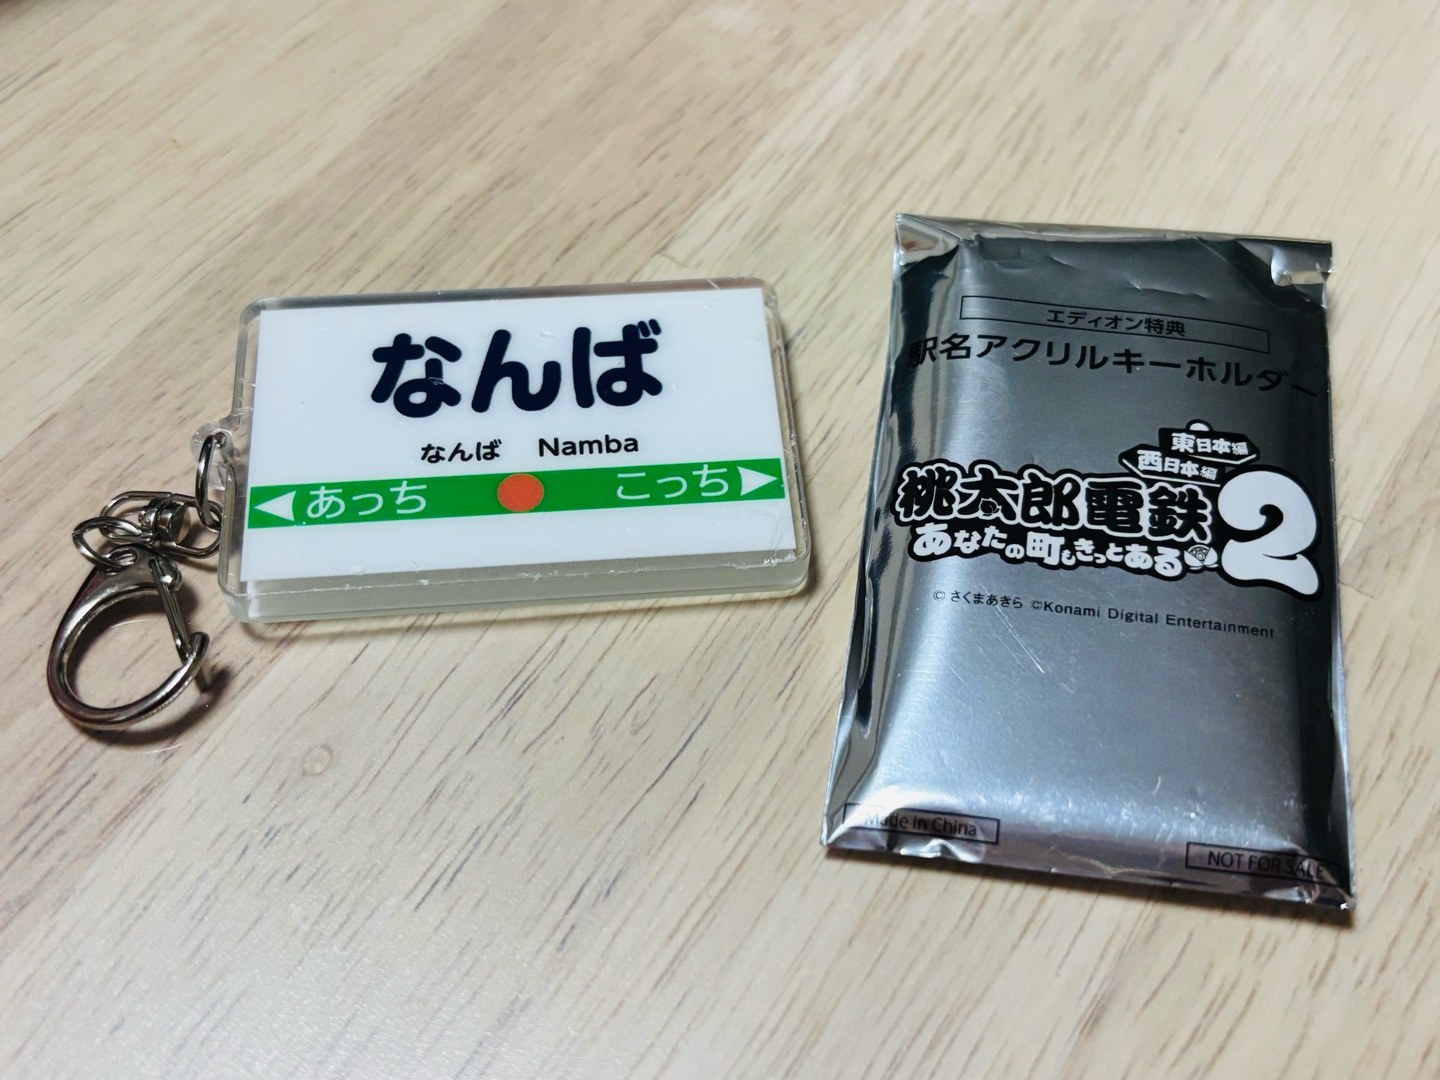 なんば
なんば Namba
あっち
こっち
エディオン特典
駅名アクリルキーホルダー
東日本編
西日本編
桃太郎電鉄2
あなたの町もきっとある
© さくまあきら ©Konami Digital Entertainment
Made in China
NOT FOR SALE